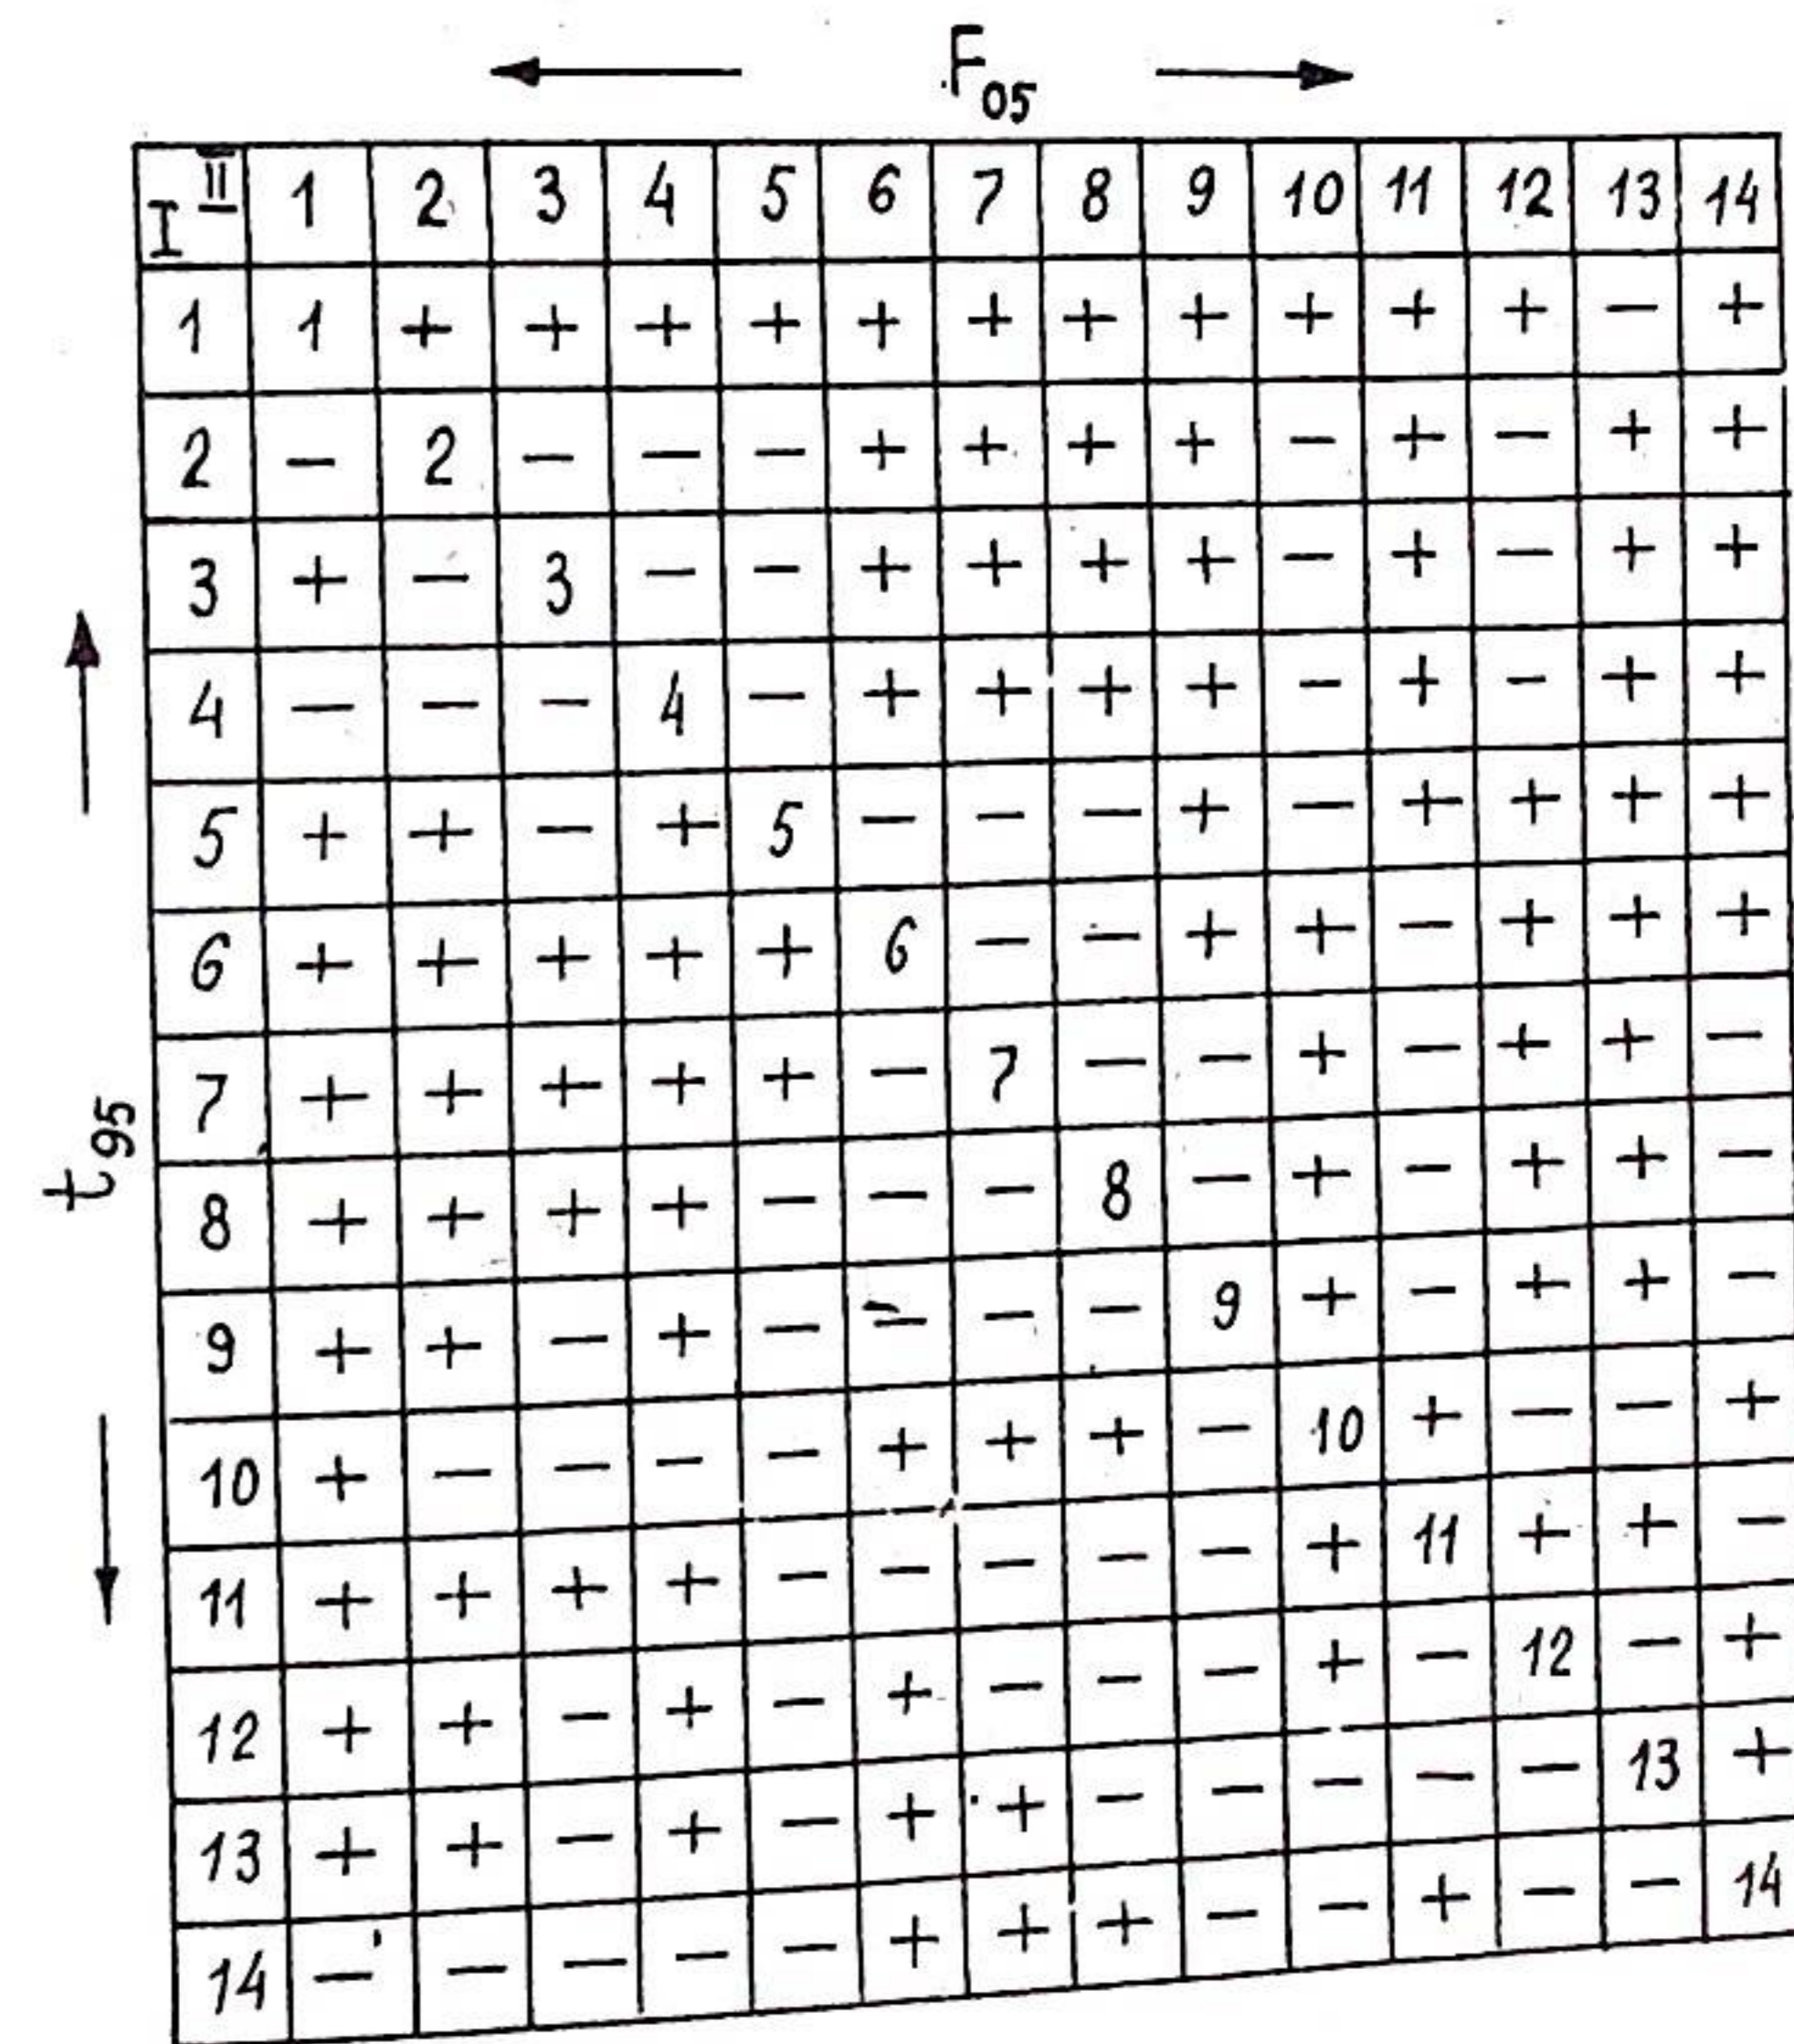 F05
I II 1 2 3 4 5 6 7 8 9 10 11 12 13 14
1 1 + + + + + + + + + + + − +
2 − 2 − − − + + + + − + − + +
3 + − 3 − − + + + + − + − + +
4 − − − 4 − + + + + − + − + +
5 + + − + 5 − − − + − + + + +
6 + + + + + 6 − − + + − + + +
7 + + + + + − 7 − − + − + + −
8 + + + + − − − 8 − + − + + −
9 + + − + − − − − 9 + − + + −
10 + − − − − + + + − 10 + − − +
11 + + + + − − − − − + 11 + + −
12 + + − + − + − − − + − 12 − +
13 + + − + − + + − − − − − 13 +
14 − − − − − + + + − − + − − 14
t95